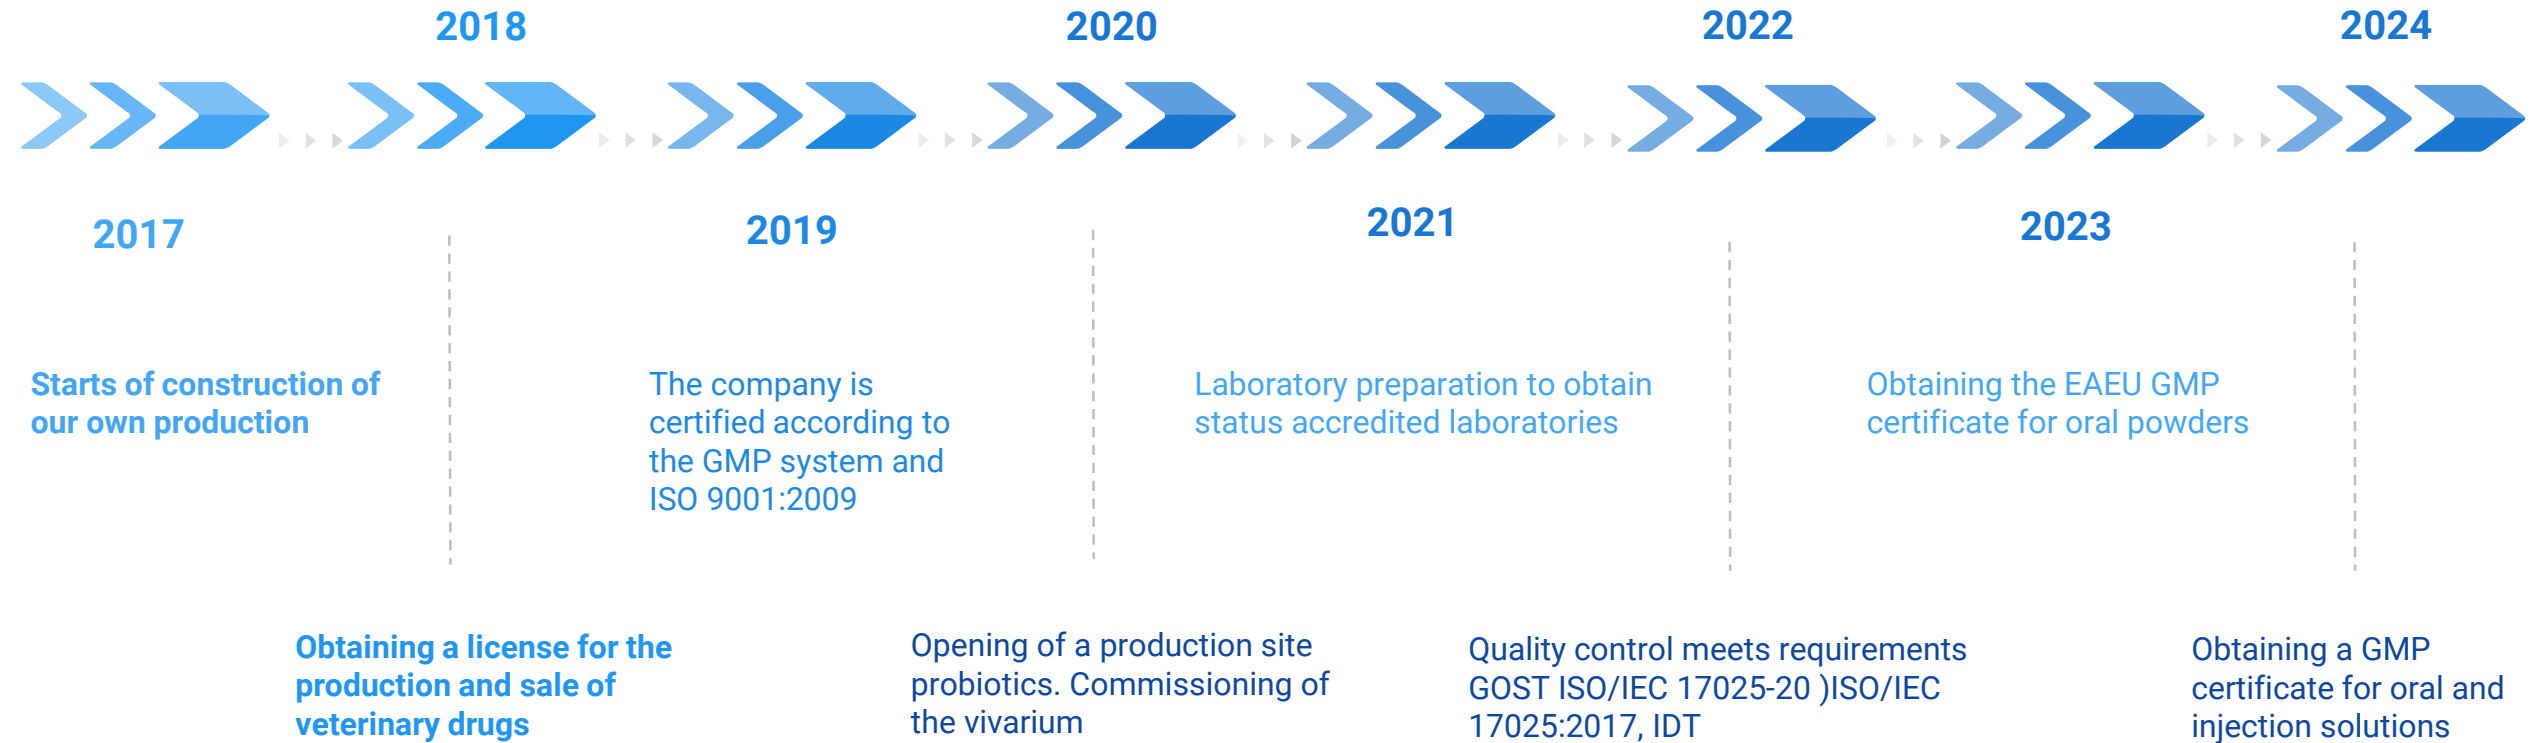 2018
2020
2022
2024
2017
2019
2021
2023
Starts of construction of
our own production
The company is
certified according to
the GMP system and
ISO 9001:2009
Laboratory preparation to obtain
status accredited laboratories
Obtaining the EAEU GMP
certificate for oral powders
Obtaining a license for the
production and sale of
veterinary drugs
Opening of a production site
probiotics. Commissioning of
the vivarium
Quality control meets requirements
GOST ISO/IEC 17025-20 )ISO/IEC
17025:2017, IDT
Obtaining a GMP
certificate for oral and
injection solutions